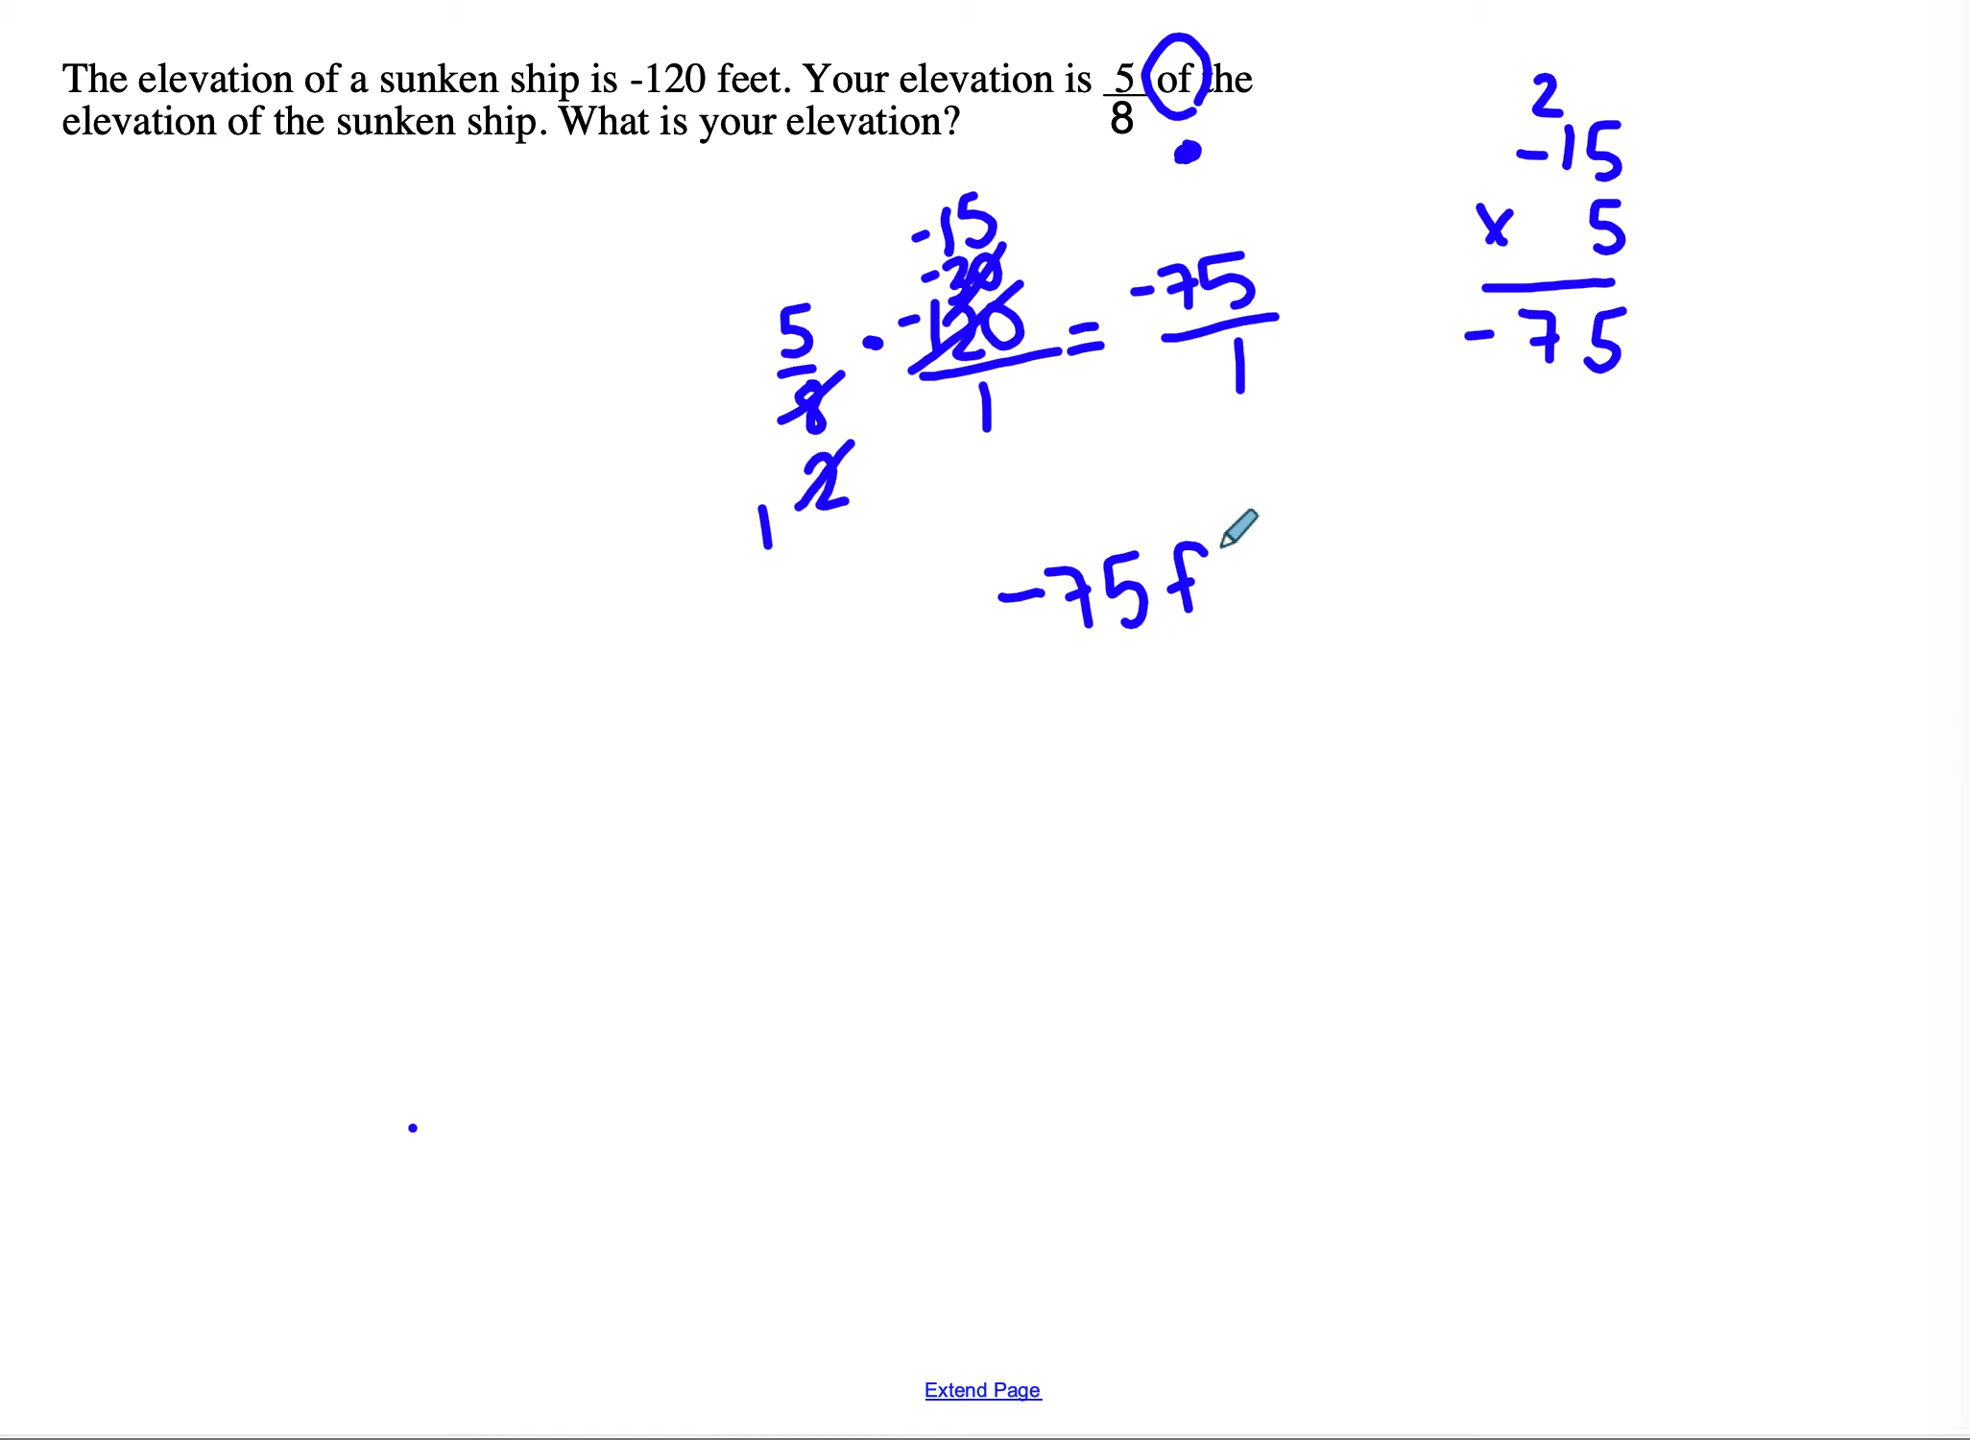 The elevation of a sunken ship is -120 feet. Your elevation is 5/8 of the
elevation of the sunken ship. What is your elevation?
2
-15
x 5
-75
-15
-30
5/8 · -120/1 = -75/1
2
1
-75 f
Extend Page